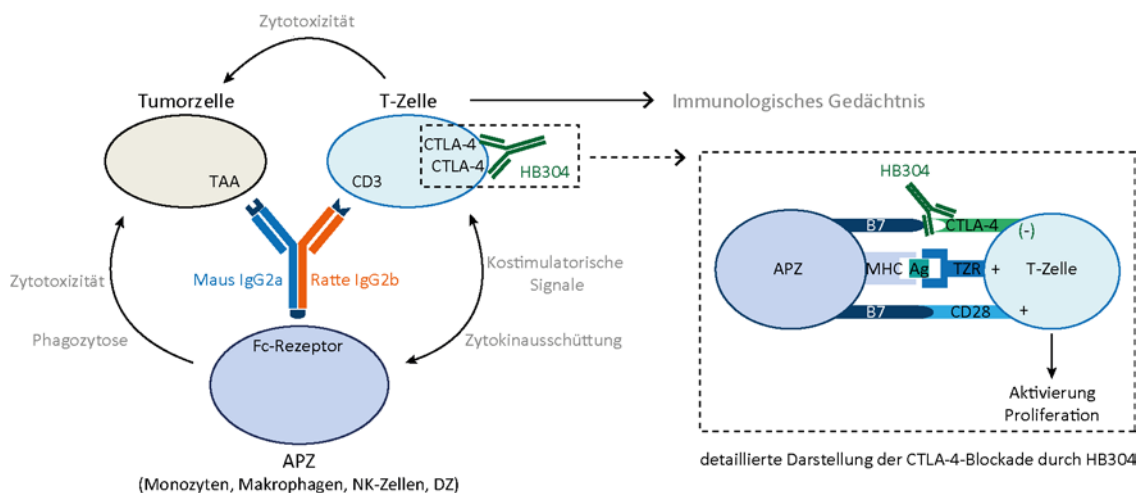 Zytotoxizität
Tumorzelle
T-Zelle
Immunologisches Gedächtnis
CTLA-4
CTLA-4
HB304
TAA
CD3
Zytotoxizität
Maus IgG2a
Ratte IgG2b
Kostimulatorische
Signale
Phagozytose
Zytokinausschüttung
Fc-Rezeptor
APZ
(Monozyten, Makrophagen, NK-Zellen, DZ)
HB304
B7
CTLA-4
(-)
APZ
MHC
Ag
TZR
+
T-Zelle
B7
CD28
+
Aktivierung
Proliferation
detaillierte Darstellung der CTLA-4-Blockade durch HB304